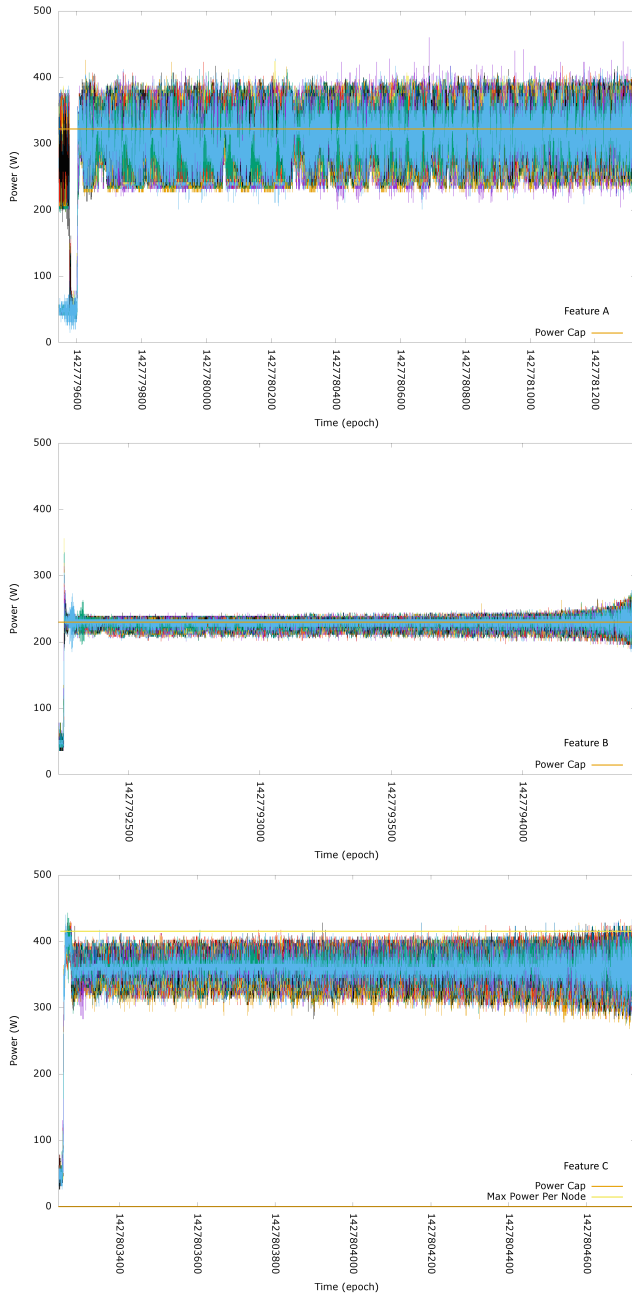 500
400
300
200
100
0
Power (W)
Feature A
Power Cap
1427779600
1427779800
1427780000
1427780200
1427780400
1427780600
1427780800
1427781000
1427781200
Time (epoch)
500
400
300
200
100
0
Power (W)
Feature B
Power Cap
1427792500
1427793000
1427793500
1427794000
Time (epoch)
500
400
300
200
100
0
Power (W)
Feature C
Power Cap
Max Power Per Node
1427803400
1427803600
1427803800
1427804000
1427804200
1427804400
1427804600
Time (epoch)